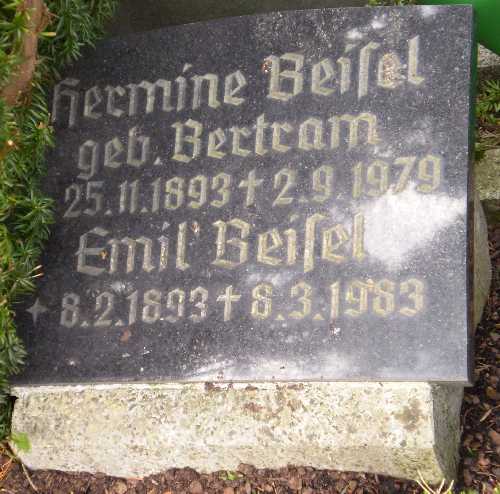 Hermine Beiſel
geb. Bertram
25.11.1893 † 2.9.1979
Emil Beiſel
* 8.2.1893 † 8.3.1983